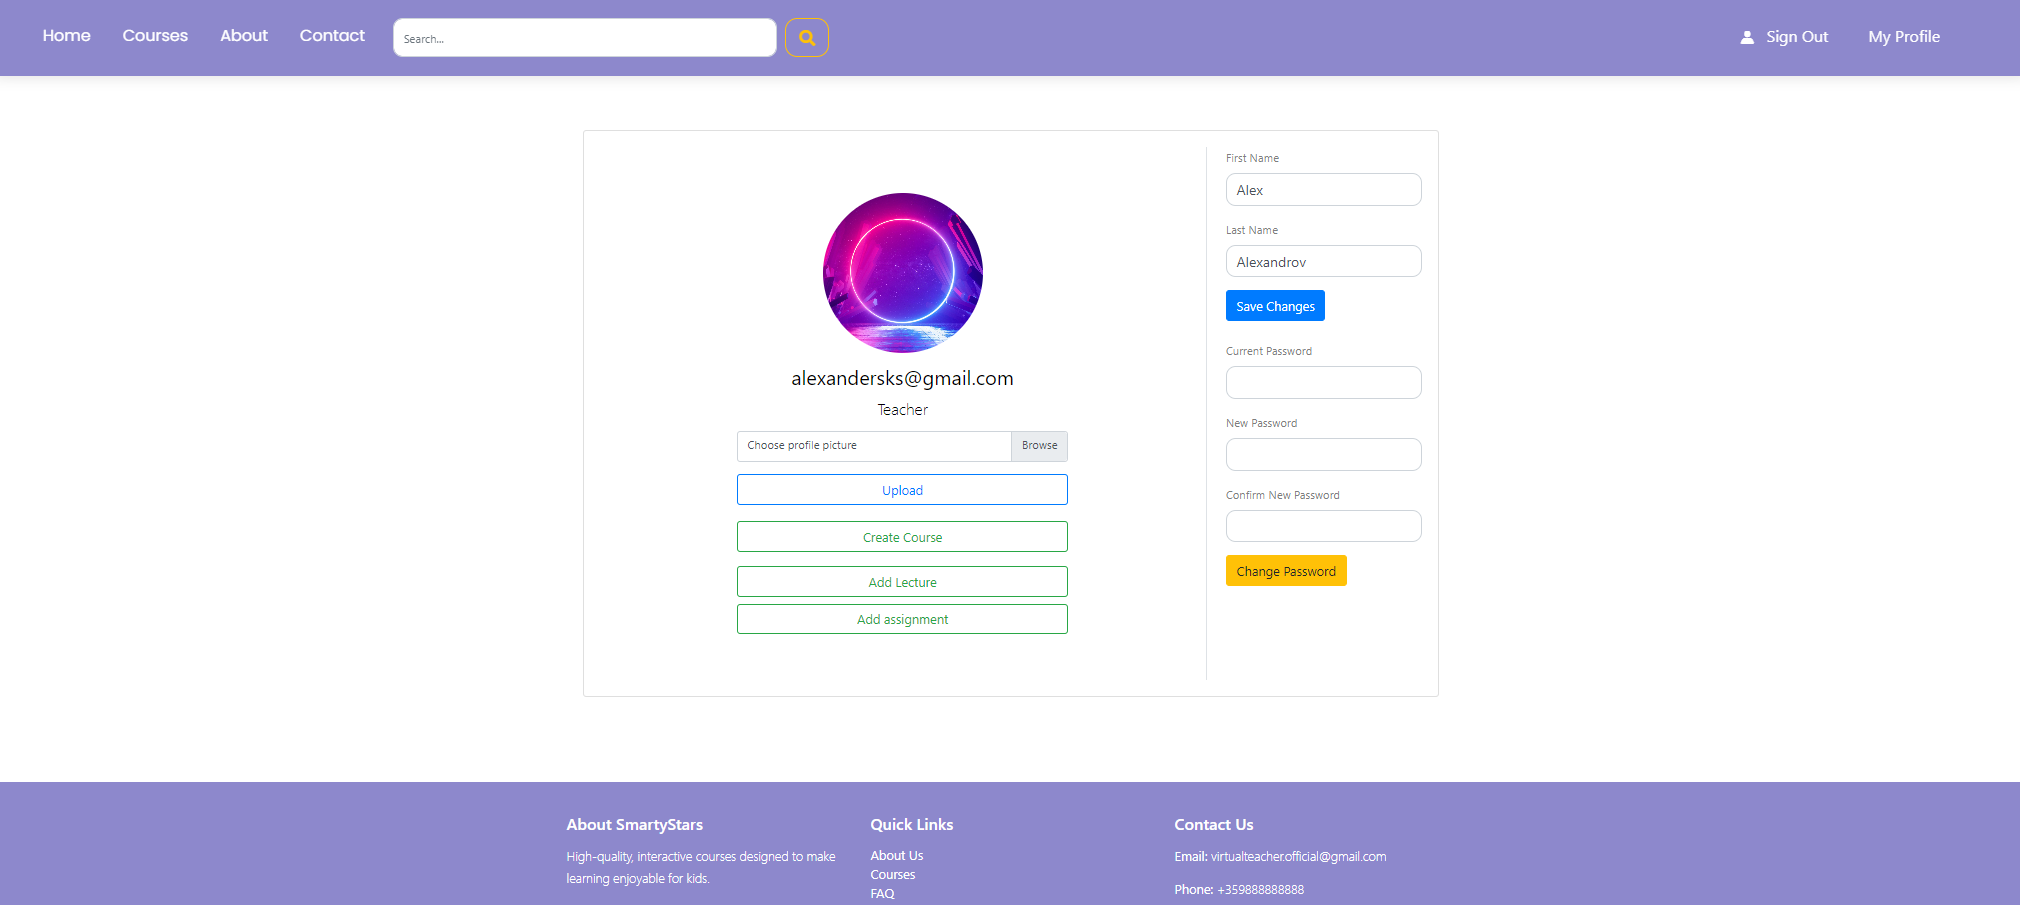 Home Courses About Contact Search... Sign Out My Profile
alexandersks@gmail.com
Teacher
Choose profile picture Browse
Upload
Create Course
Add Lecture
Add assignment
First Name
Alex
Last Name
Alexandrov
Save Changes
Current Password
New Password
Confirm New Password
Change Password
About SmartyStars
High-quality, interactive courses designed to make
learning enjoyable for kids.
Quick Links
About Us
Courses
FAQ
Contact Us
Email: virtualteacher.official@gmail.com
Phone: +359888888888